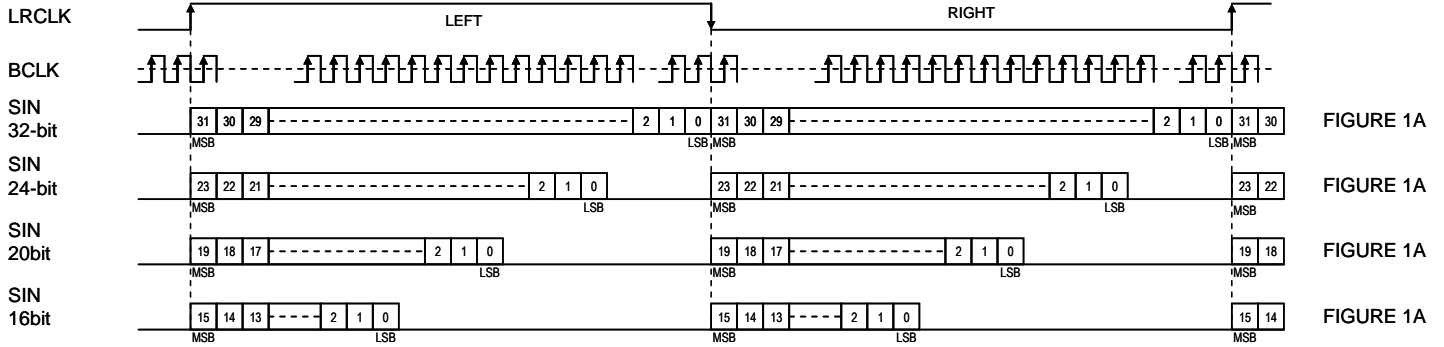 LRCLK LEFT RIGHT
BCLK
SIN
32-bit 31 30 29 2 1 0 31 30 29 2 1 0 31 30 FIGURE 1A
MSB LSB MSB LSB MSB
SIN
24-bit 23 22 21 2 1 0 23 22 21 2 1 0 23 22 FIGURE 1A
MSB LSB MSB LSB MSB
SIN
20bit 19 18 17 2 1 0 19 18 17 2 1 0 19 18 FIGURE 1A
MSB LSB MSB LSB MSB
SIN
16bit 15 14 13 2 1 0 15 14 13 2 1 0 15 14 FIGURE 1A
MSB LSB MSB LSB MSB